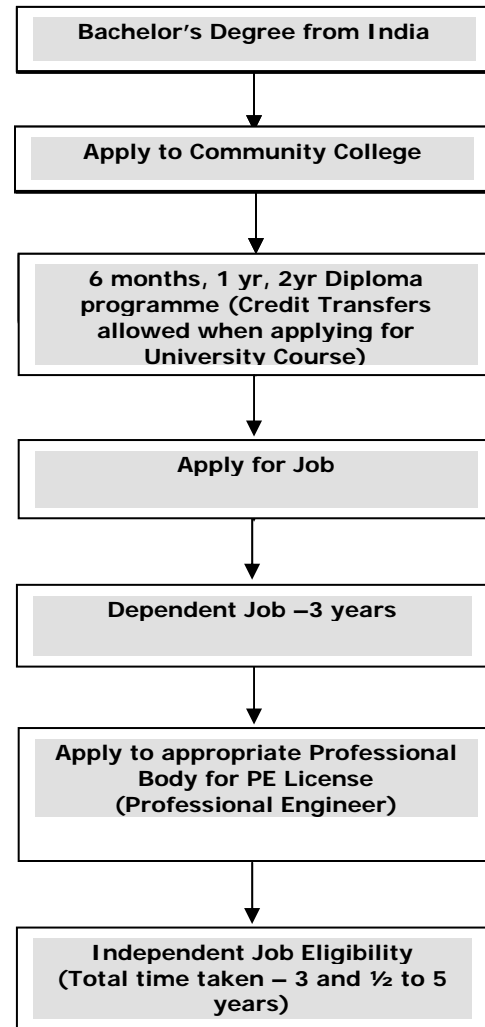 Bachelor's Degree from India
Apply to Community College
6 months, 1 yr, 2yr Diploma
programme (Credit Transfers
allowed when applying for
University Course)
Apply for Job
Dependent Job –3 years
Apply to appropriate Professional
Body for PE License
(Professional Engineer)
Independent Job Eligibility
(Total time taken – 3 and ½ to 5
years)